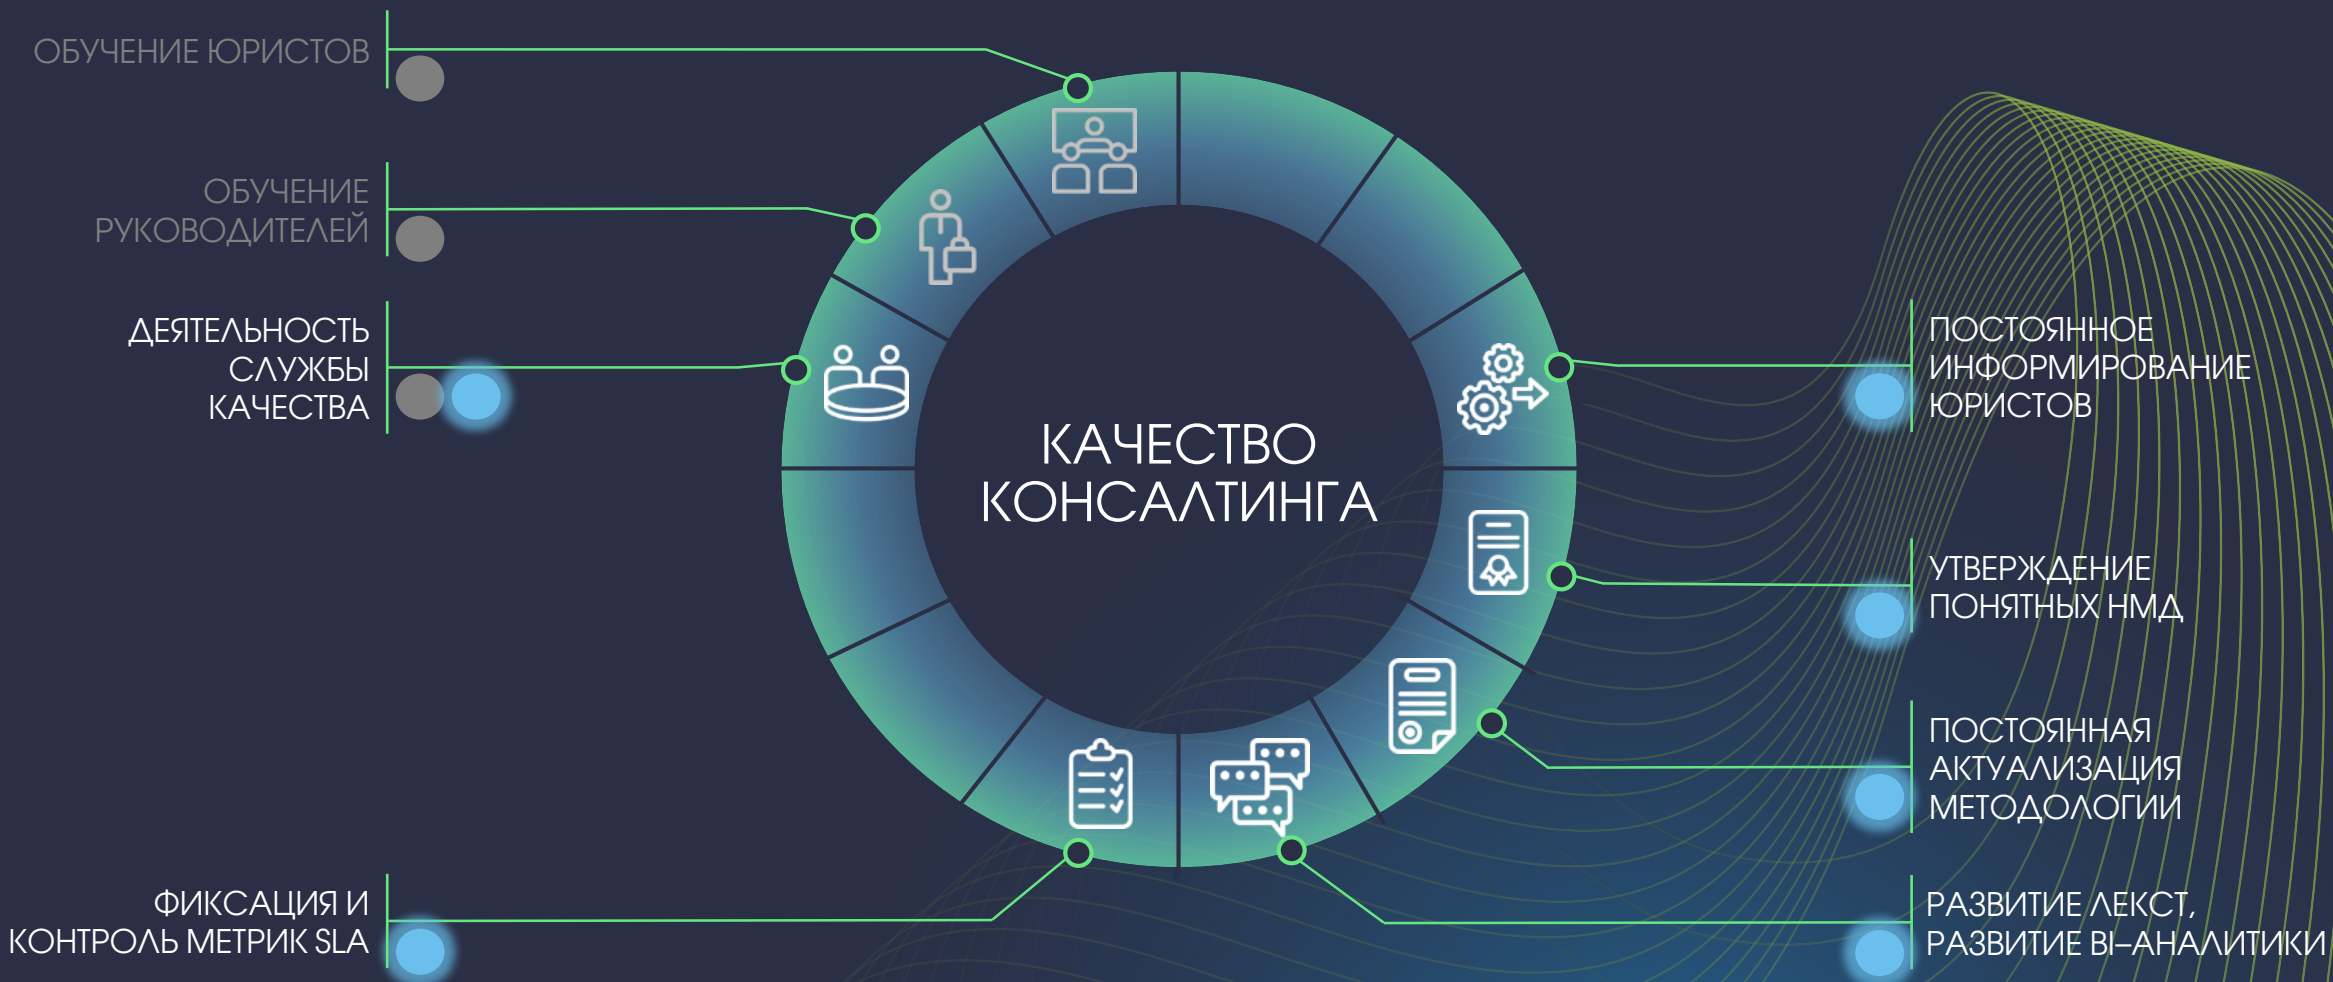 ОБУЧЕНИЕ ЮРИСТОВ
ОБУЧЕНИЕ
РУКОВОДИТЕЛЕЙ
ДЕЯТЕЛЬНОСТЬ
СЛУЖБЫ
КАЧЕСТВА
ФИКСАЦИЯ И
КОНТРОЛЬ МЕТРИК SLA
КАЧЕСТВО
КОНСАЛТИНГА
ПОСТОЯННОЕ
ИНФОРМИРОВАНИЕ
ЮРИСТОВ
УТВЕРЖДЕНИЕ
ПОНЯТНЫХ НМД
ПОСТОЯННАЯ
АКТУАЛИЗАЦИЯ
МЕТОДОЛОГИИ
РАЗВИТИЕ ЛЕКСТ,
РАЗВИТИЕ BI–АНАЛИТИКИ